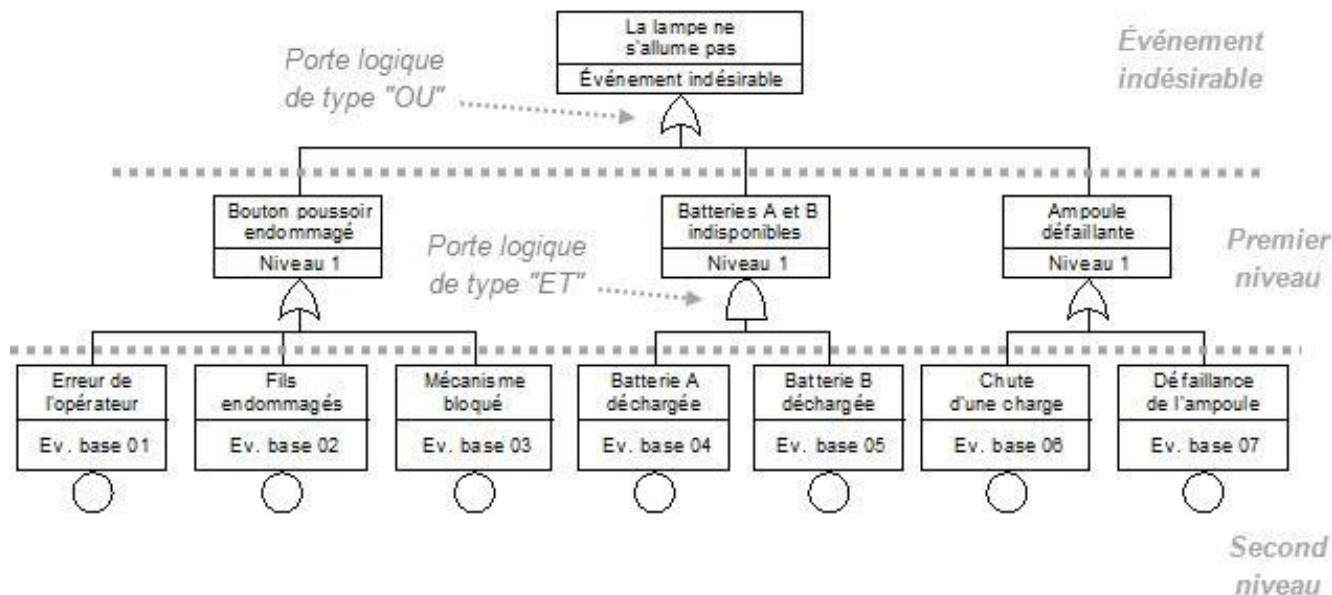 La lampe ne
s'allume pas
Événement indésirable
Événement
indésirable
Porte logique
de type "OU"
Bouton poussoir
endommagé
Niveau 1
Porte logique
de type "ET"
Batteries A et B
indisponibles
Niveau 1
Ampoule
défaillante
Niveau 1
Premier
niveau
Erreur de
l'opérateur
Ev. base 01
Fils
endommagés
Ev. base 02
Mécanisme
bloqué
Ev. base 03
Batterie A
déchargée
Ev. base 04
Batterie B
déchargée
Ev. base 05
Chute
d'une charge
Ev. base 06
Défaillance
de l'ampoule
Ev. base 07
Second
niveau